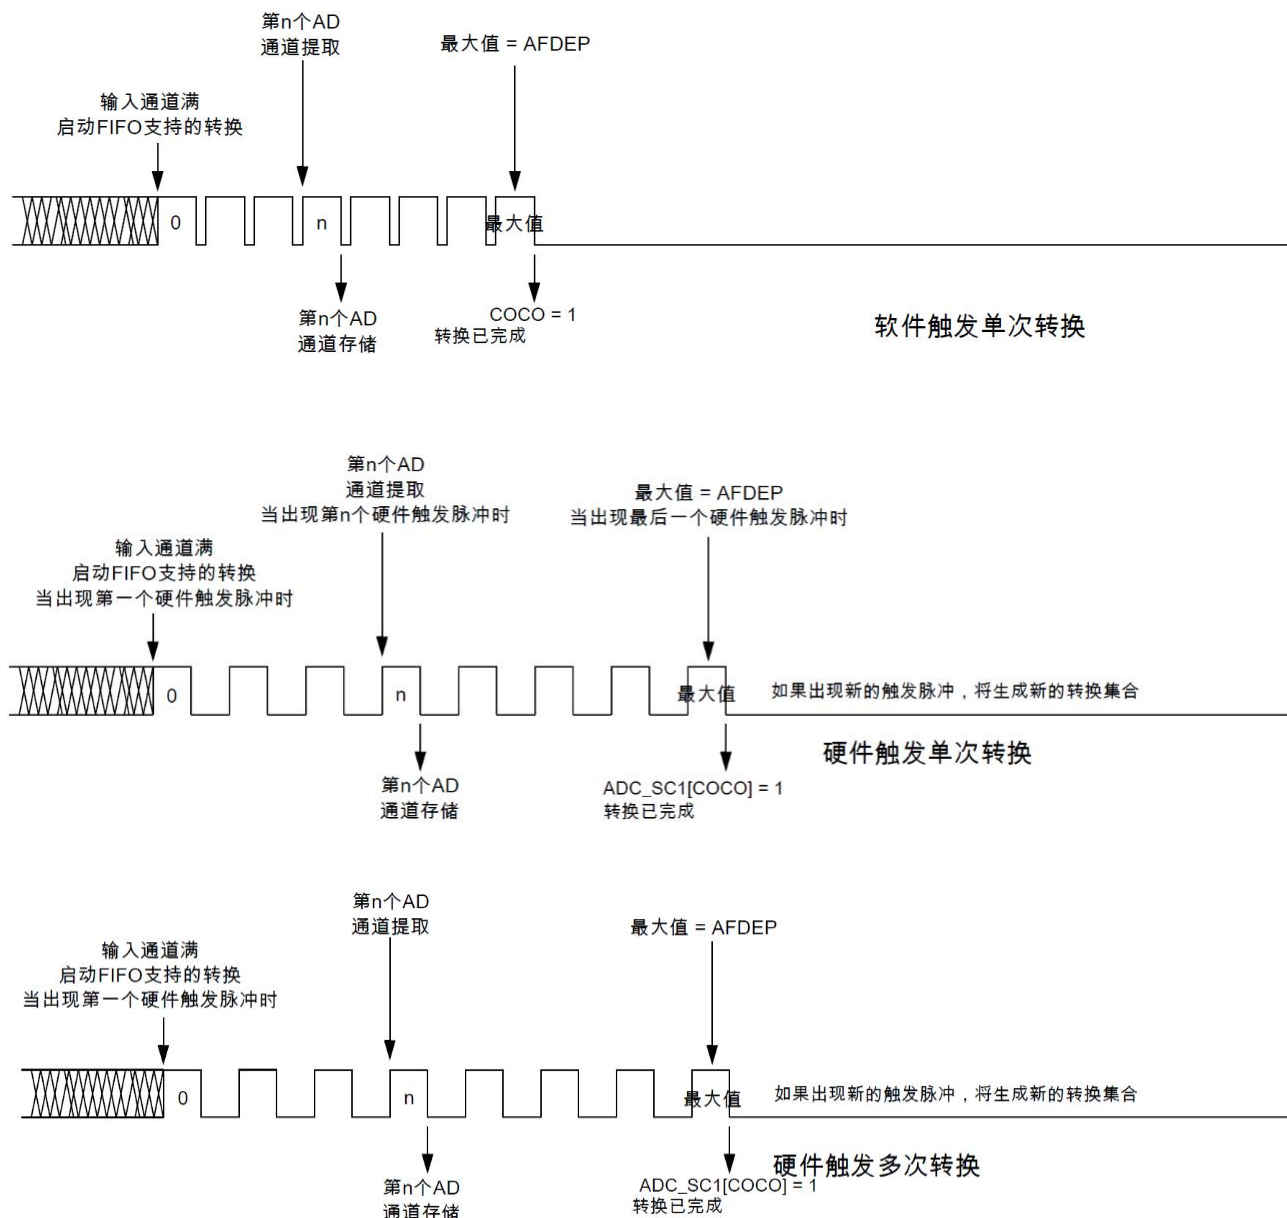 第n个AD
通道提取
最大值 = AFDEP
输入通道满
启动FIFO支持的转换
0
n
最大值
第n个AD
通道存储
COCO = 1
转换已完成
软件触发单次转换
第n个AD
通道提取
当出现第n个硬件触发脉冲时
最大值 = AFDEP
当出现最后一个硬件触发脉冲时
输入通道满
启动FIFO支持的转换
当出现第一个硬件触发脉冲时
0
n
最大值
如果出现新的触发脉冲，将生成新的转换集合
硬件触发单次转换
第n个AD
通道存储
ADC_SC1[COCO] = 1
转换已完成
第n个AD
通道提取
最大值 = AFDEP
输入通道满
启动FIFO支持的转换
当出现第一个硬件触发脉冲时
0
n
最大值
如果出现新的触发脉冲，将生成新的转换集合
硬件触发多次转换
第n个AD
通道存储
ADC_SC1[COCO] = 1
转换已完成